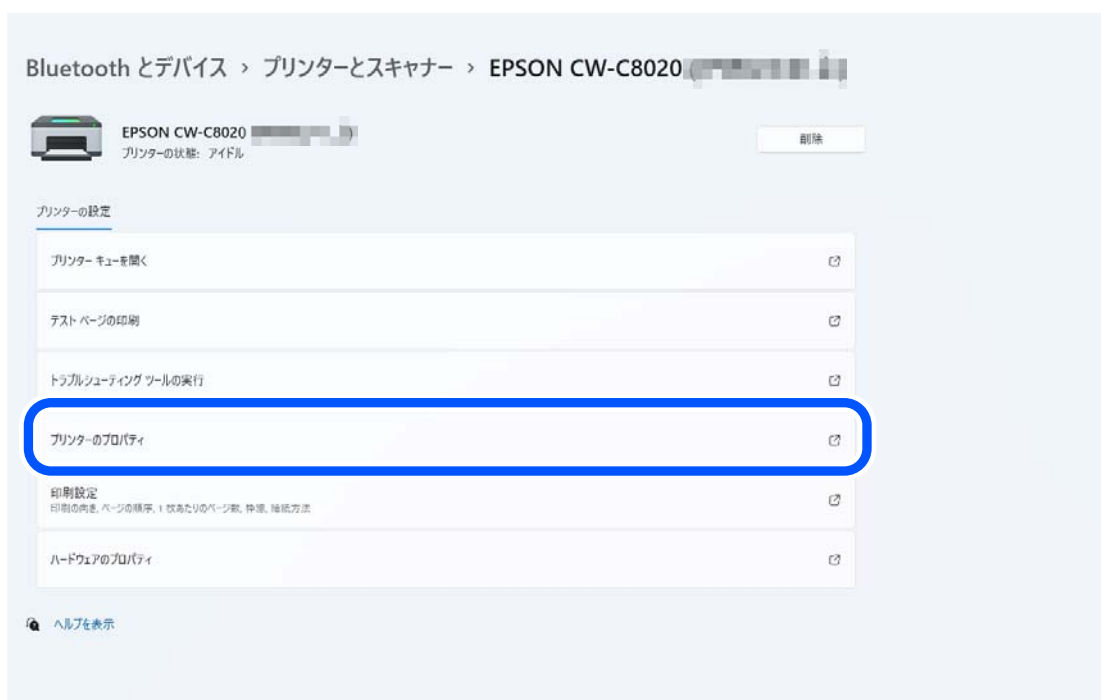 Bluetooth とデバイス › プリンターとスキャナー › EPSON CW-C8020
EPSON CW-C8020
プリンターの状態: アイドル
削除
プリンターの設定
プリンター キューを開く
テスト ページの印刷
トラブルシューティング ツールの実行
プリンターのプロパティ
印刷設定
印刷の向き, ページの順序, 1 枚あたりのページ数, 枠線, 給紙方法
ハードウェアのプロパティ
ヘルプを表示